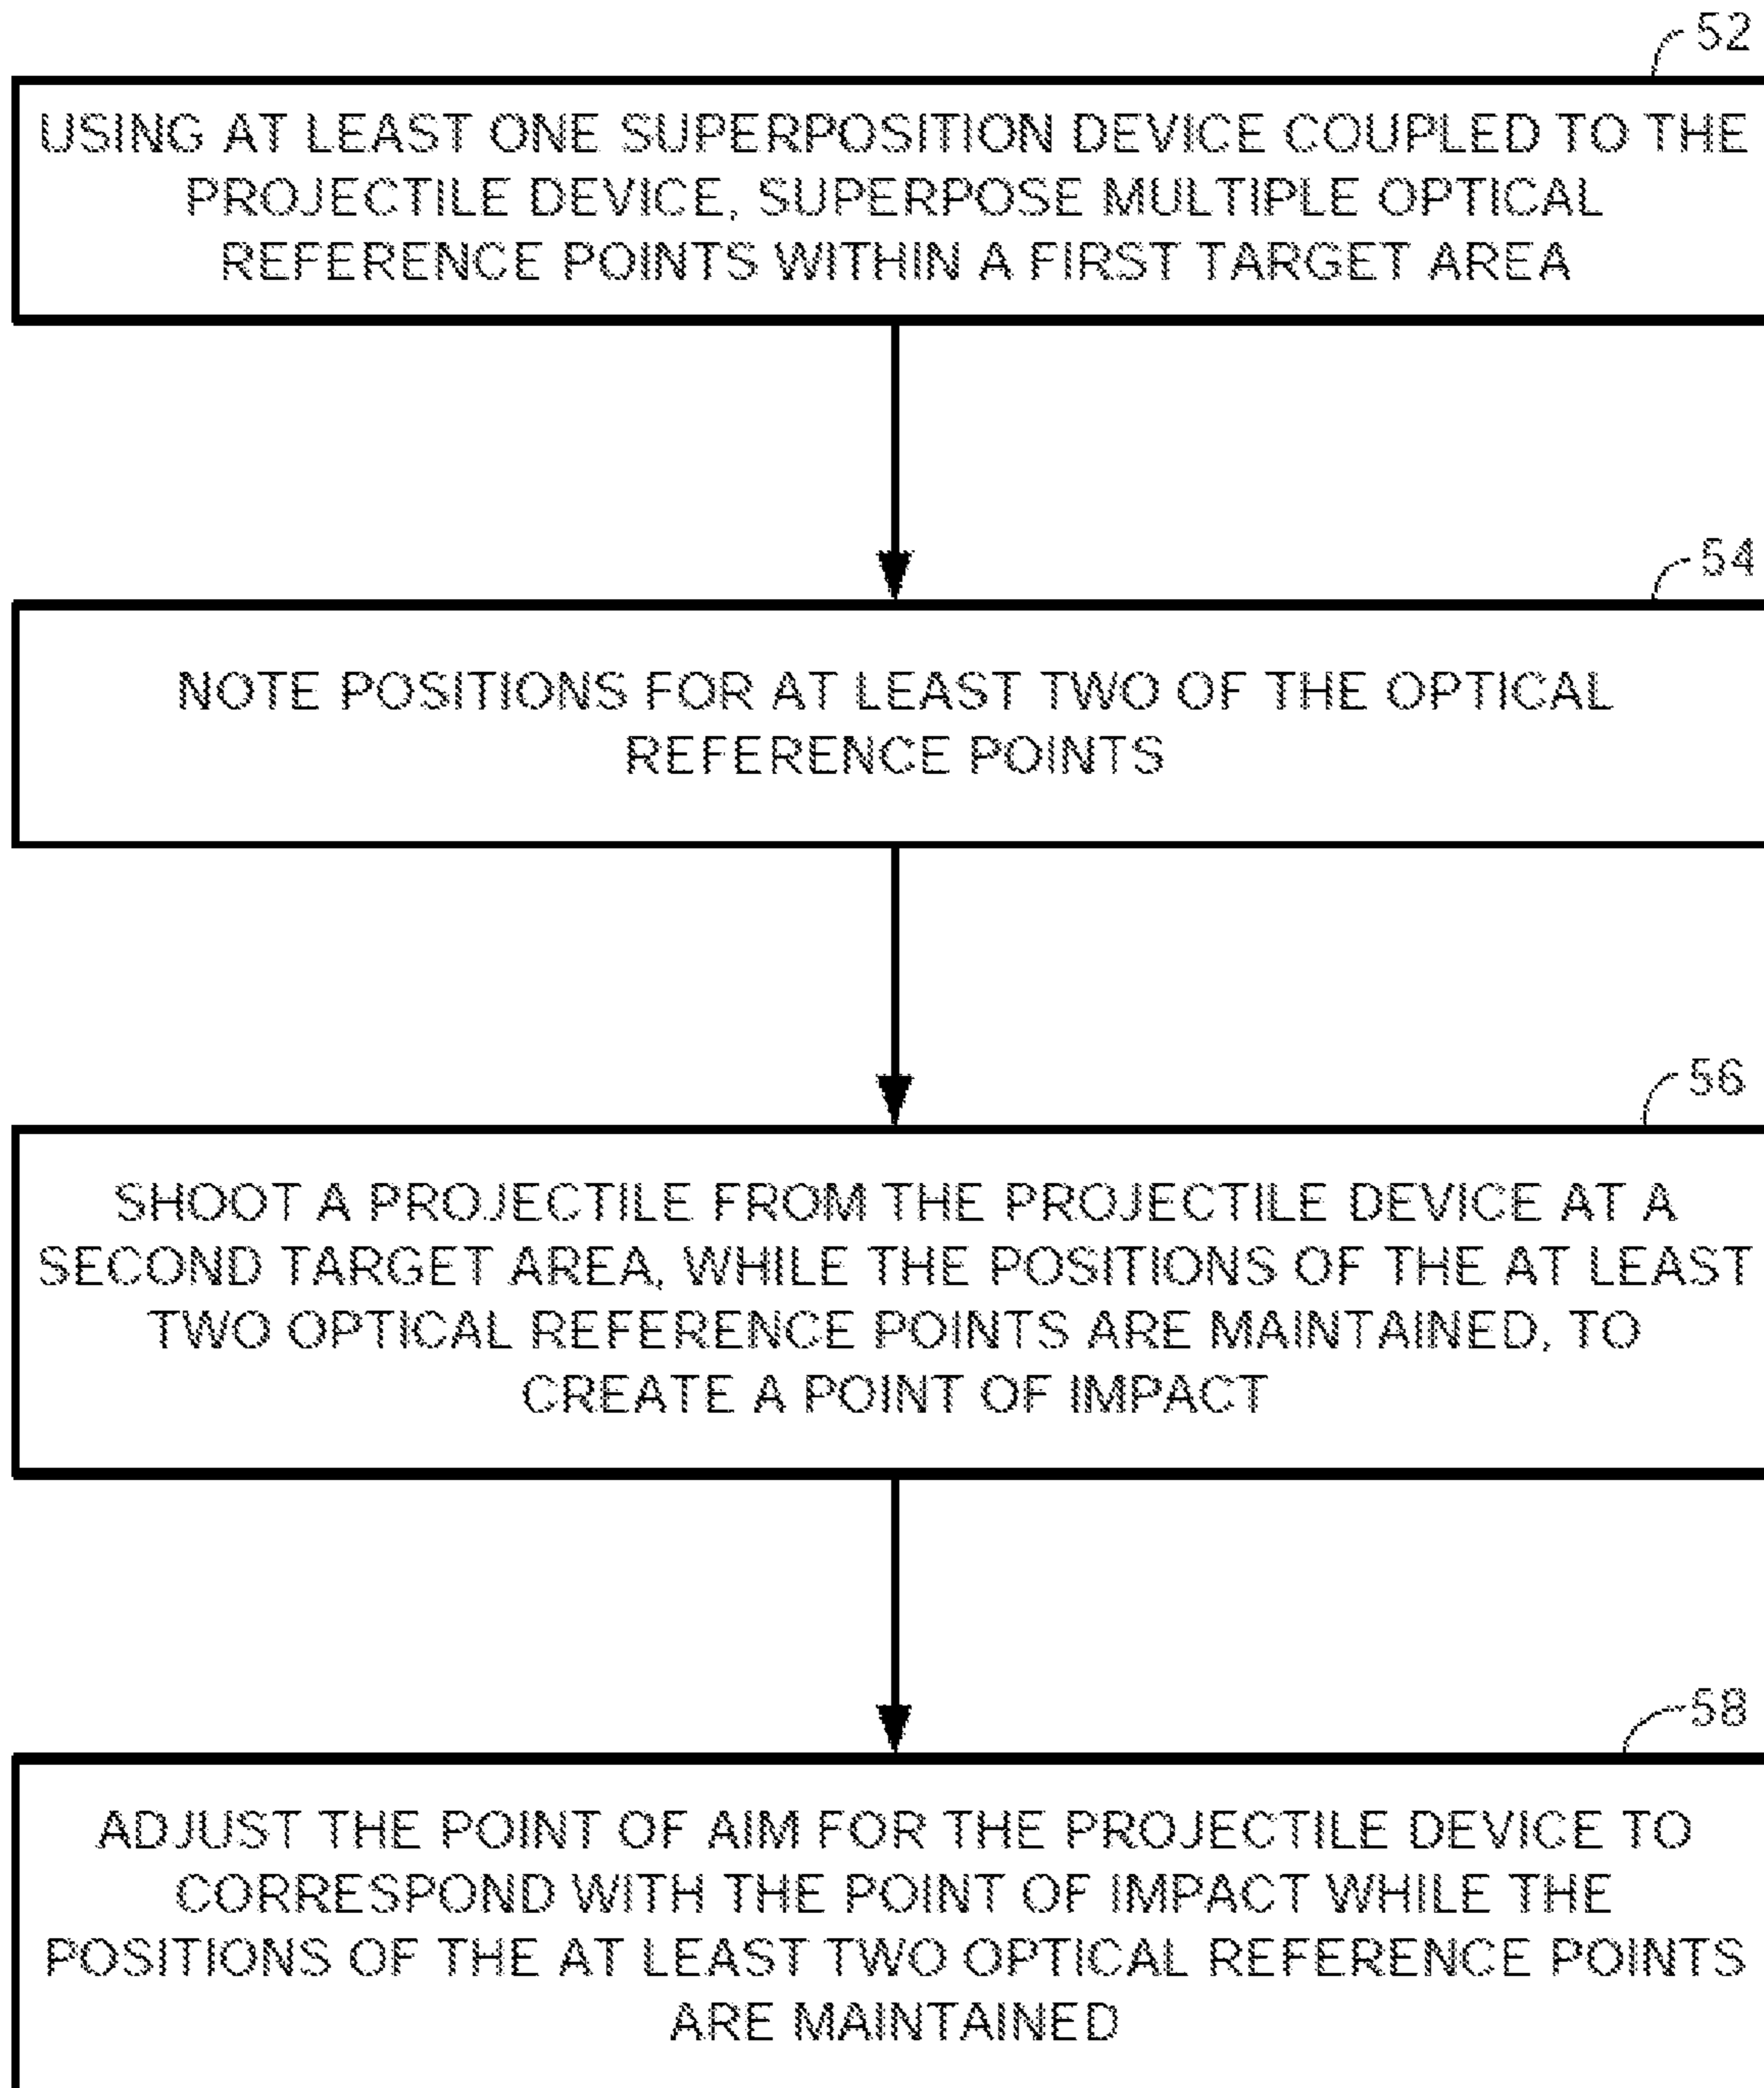 52
USING AT LEAST ONE SUPERPOSITION DEVICE COUPLED TO THE
PROJECTILE DEVICE, SUPERPOSE MULTIPLE OPTICAL
REFERENCE POINTS WITHIN A FIRST TARGET AREA
54
NOTE POSITIONS FOR AT LEAST TWO OF THE OPTICAL
REFERENCE POINTS
56
SHOOT A PROJECTILE FROM THE PROJECTILE DEVICE AT A
SECOND TARGET AREA, WHILE THE POSITIONS OF THE AT LEAST
TWO OPTICAL REFERENCE POINTS ARE MAINTAINED, TO
CREATE A POINT OF IMPACT
58
ADJUST THE POINT OF AIM FOR THE PROJECTILE DEVICE TO
CORRESPOND WITH THE POINT OF IMPACT WHILE THE
POSITIONS OF THE AT LEAST TWO OPTICAL REFERENCE POINTS
ARE MAINTAINED